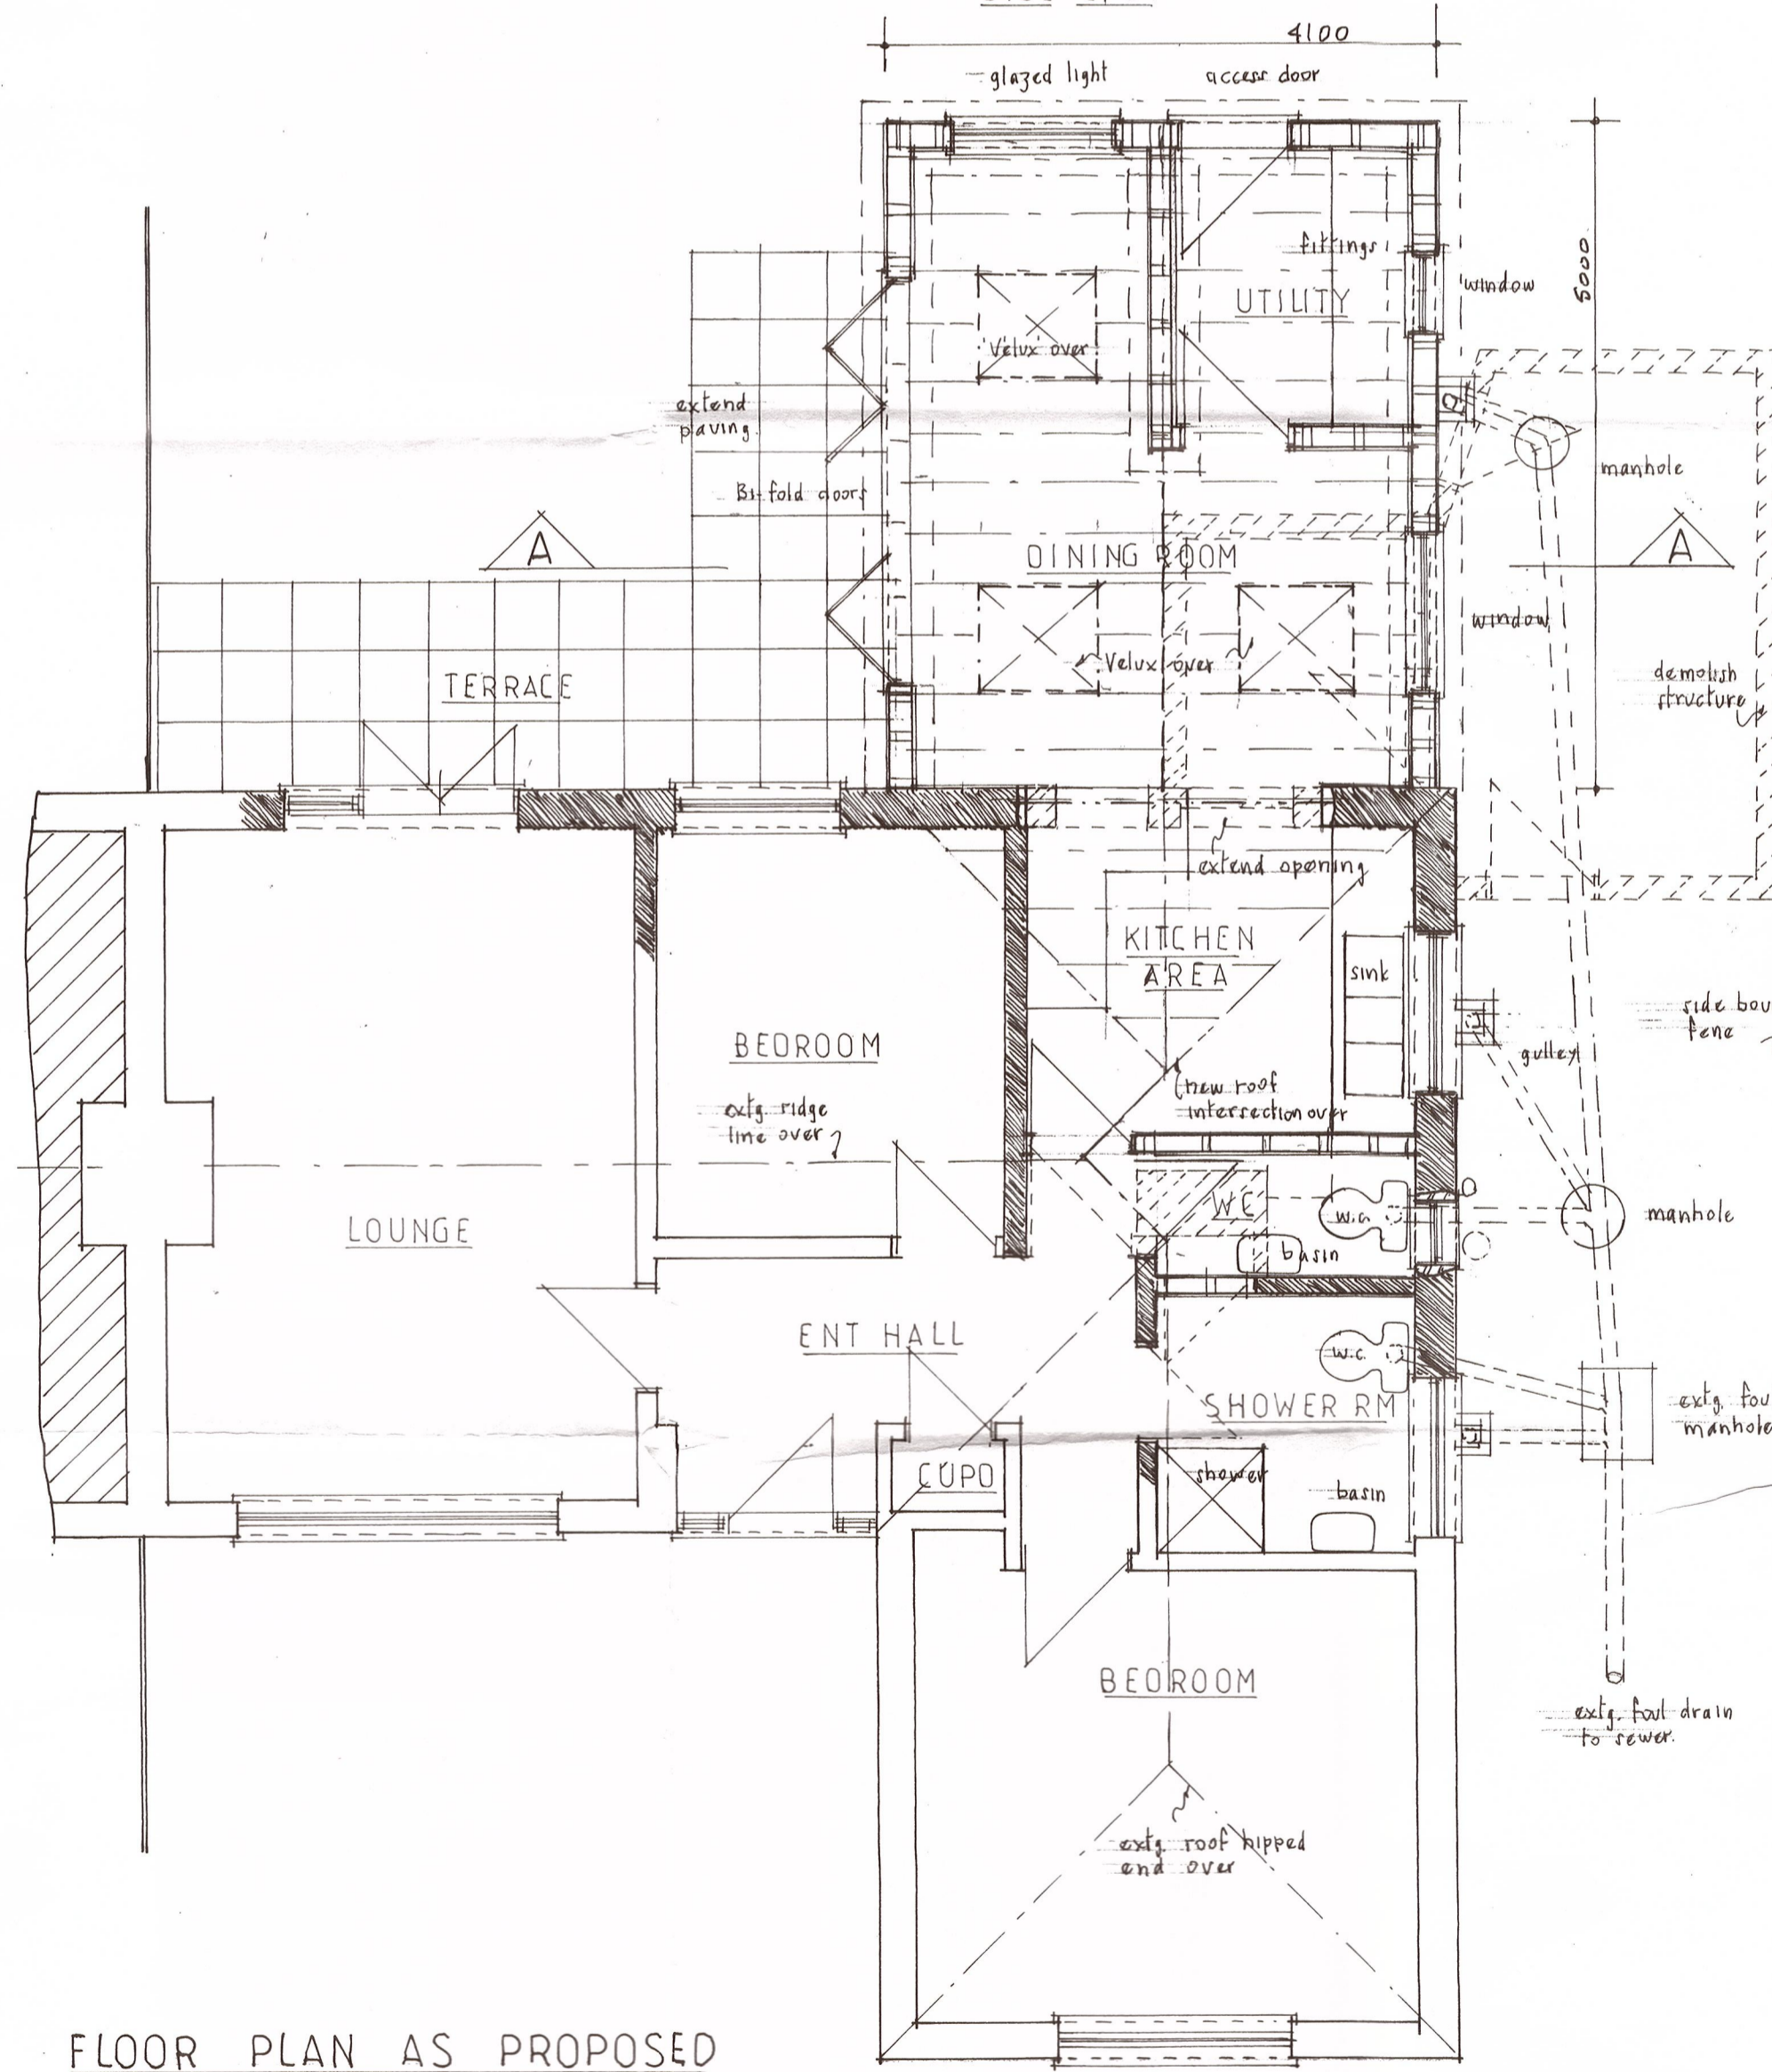 4100
glazed light
access door
fittings
UTILITY
window
5000
'Velux' over
extend
paving.
manhole
Bi-fold doors
A
A
DINING ROOM
window
Velux over
demolish
structure
TERRACE
extend opening
KITCHEN
AREA
sink
side bou
fene
gulley
BEDROOM
extg. ridge
line over
new roof
intersection over
LOUNGE
WC
w.c.
basin
manhole
ENT HALL
w.c.
SHOWER RM
extg. fou
manhole
CUPD
shower
basin
BEDROOM
extg. foul drain
to sewer.
extg. roof hipped
end over
FLOOR PLAN AS PROPOSED